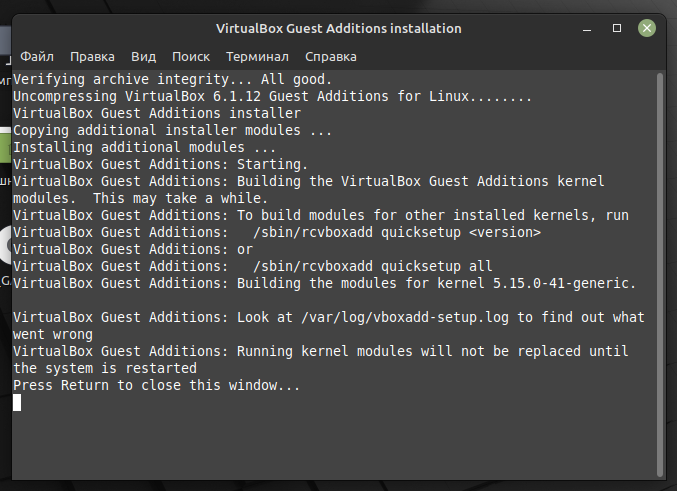 VirtualBox Guest Additions installation
Файл Правка Вид Поиск Терминал Справка
Verifying archive integrity... All good.
Uncompressing VirtualBox 6.1.12 Guest Additions for Linux........
VirtualBox Guest Additions installer
Copying additional installer modules ...
Installing additional modules ...
VirtualBox Guest Additions: Starting.
VirtualBox Guest Additions: Building the VirtualBox Guest Additions kernel
modules.  This may take a while.
VirtualBox Guest Additions: To build modules for other installed kernels, run
VirtualBox Guest Additions:   /sbin/rcvboxadd quicksetup <version>
VirtualBox Guest Additions: or
VirtualBox Guest Additions:   /sbin/rcvboxadd quicksetup all
VirtualBox Guest Additions: Building the modules for kernel 5.15.0-41-generic.
VirtualBox Guest Additions: Look at /var/log/vboxadd-setup.log to find out what
went wrong
VirtualBox Guest Additions: Running kernel modules will not be replaced until
the system is restarted
Press Return to close this window...